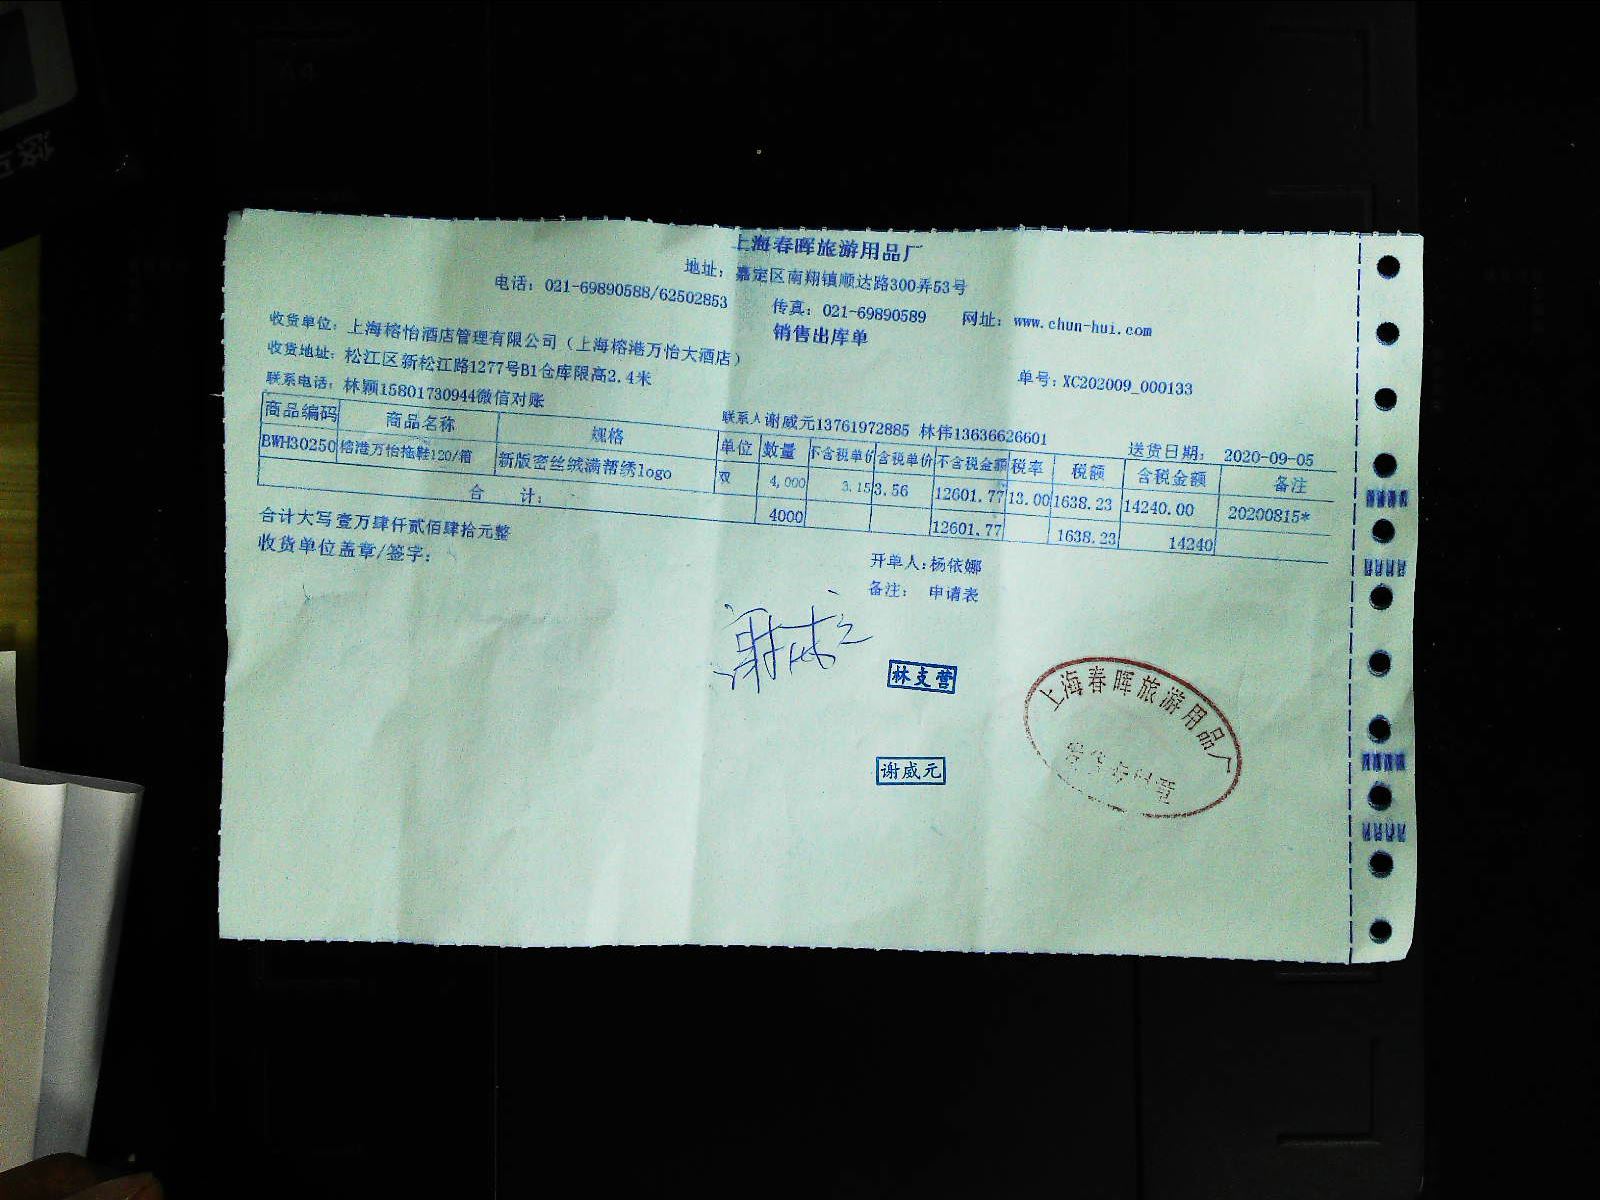 上海春晖旅游用品厂
地址：嘉定区南翔镇顺达路300弄53号
电话：021-69890588/62502853 传真：021-69890589 网址：www.chun-hui.com
销售出库单
收货单位：上海榕怡酒店管理有限公司（上海榕港万怡大酒店）
收货地址：松江区新松江路1277号B1仓库限高2.4米 单号：XC202009_000133
联系电话：林颖15801730944微信对账 联系人谢威元13761972885 林伟13636626601 送货日期：2020-09-05
商品编码 商品名称 规格 单位 数量 不含税单价 含税单价 不含税金额 税率 税额 含税金额 备注
BWH30250 榕港万怡拖鞋120/箱 新版密丝绒满帮绣logo 双 4,000 3.15 3.56 12601.77 13.00 1638.23 14240.00 20200815*
合 计： 4000 12601.77 1638.23 14240
合计大写壹万肆仟贰佰肆拾元整
收货单位盖章/签字：
开单人：杨依娜
备注： 申请表
谢威元
林支营
谢威元
上海春晖旅游用品厂